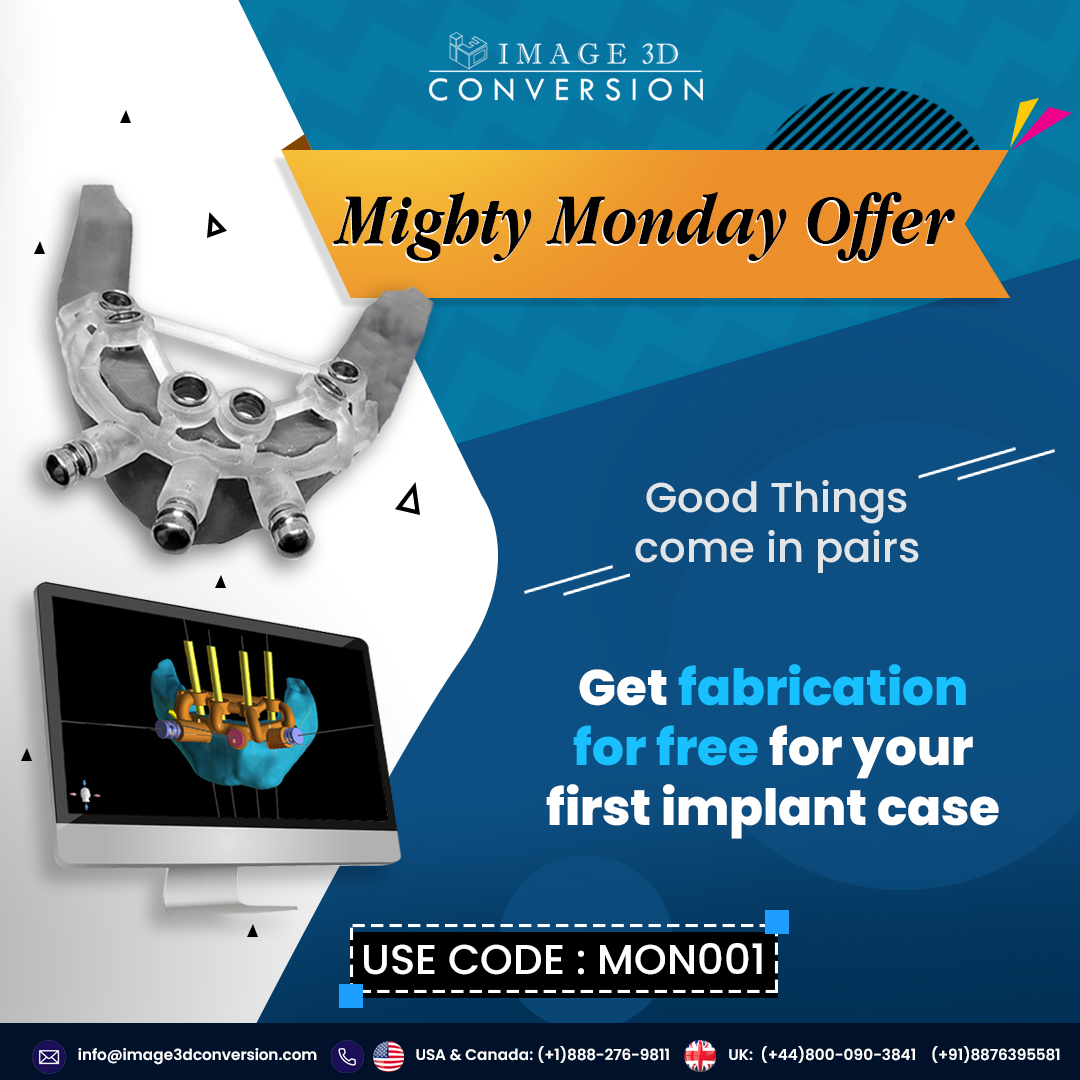 IMAGE 3D
CONVERSION
Mighty Monday Offer
Good Things
come in pairs
Get fabrication
for free for your
first implant case
USE CODE : MON001
info@image3dconversion.com USA & Canada: (+1)888-276-9811 UK: (+44)800-090-3841 (+91)8876395581